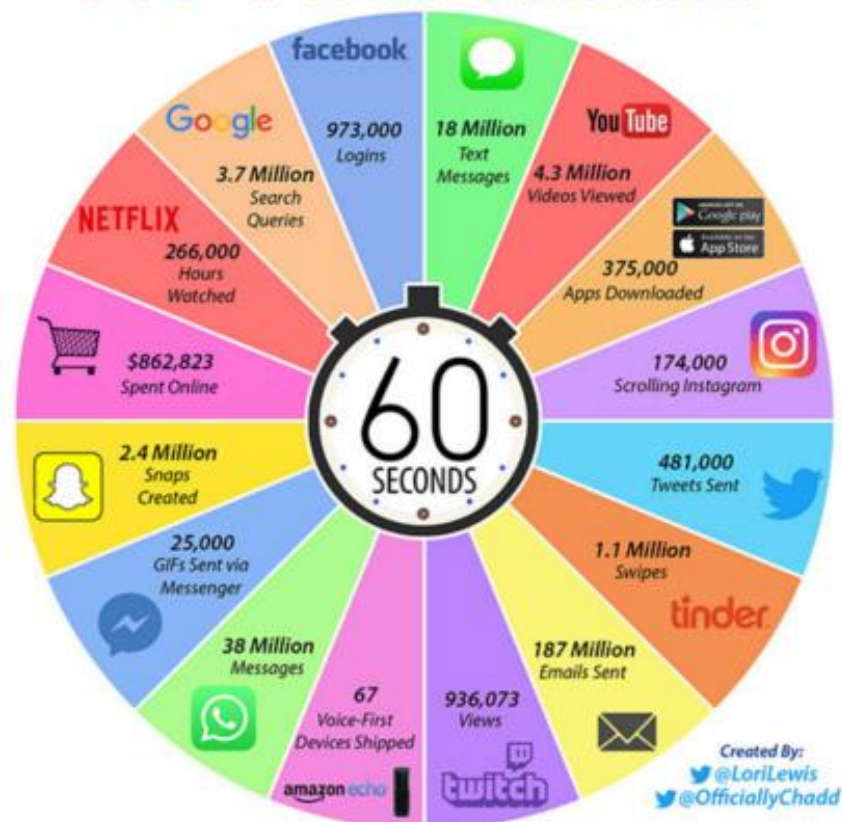 facebook
973,000
Logins
18 Million
Text
Messages
YouTube
4.3 Million
Videos Viewed
Google play
App Store
375,000
Apps Downloaded
174,000
Scrolling Instagram
481,000
Tweets Sent
1.1 Million
Swipes
tinder
187 Million
Emails Sent
936,073
Views
twitch
67
Voice-First
Devices Shipped
amazon echo
38 Million
Messages
25,000
GIFs Sent via
Messenger
2.4 Million
Snaps
Created
$862,823
Spent Online
NETFLIX
266,000
Hours
Watched
Google
3.7 Million
Search
Queries
60
SECONDS
Created By:
@LoriLewis
@OfficiallyChadd